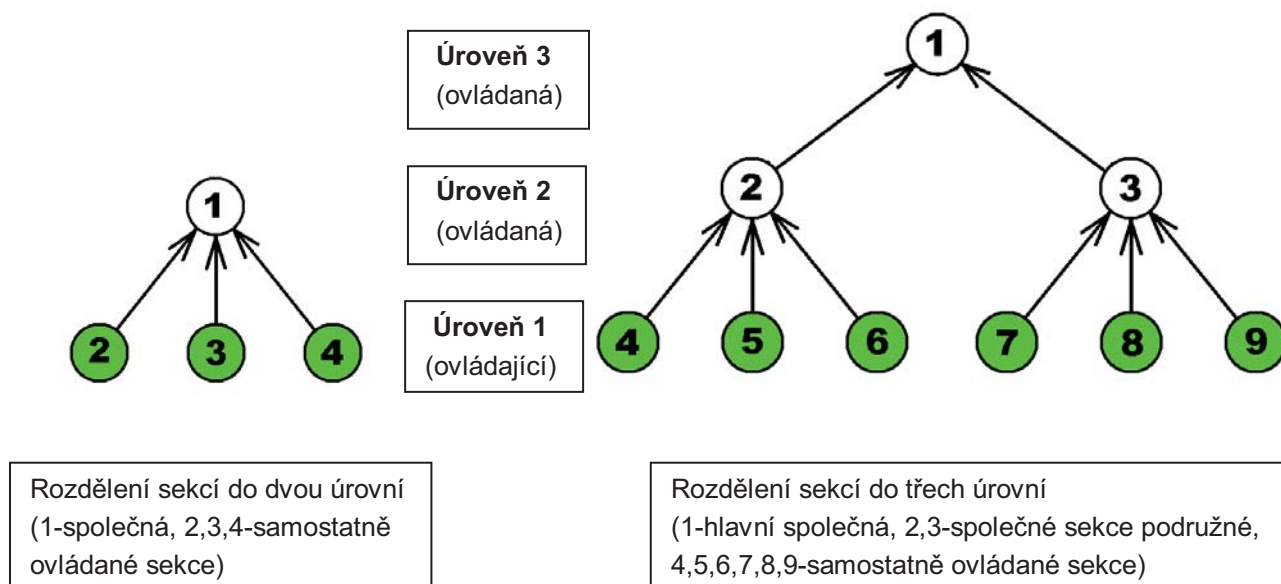 Úroveň 3
(ovládaná)
1
Úroveň 2
(ovládaná)
2
3
1
Úroveň 1
(ovládající)
4
5
6
7
8
9
2
3
4
Rozdělení sekcí do dvou úrovní
(1-společná, 2,3,4-samostatně
ovládané sekce)
Rozdělení sekcí do třech úrovní
(1-hlavní společná, 2,3-společné sekce podružné,
4,5,6,7,8,9-samostatně ovládané sekce)